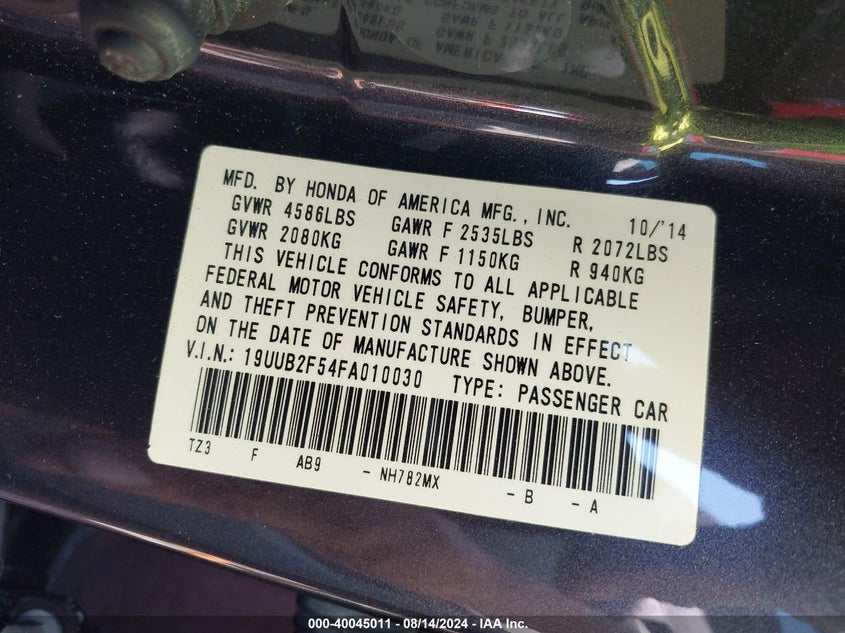 MFD. BY HONDA OF AMERICA MFG., INC. 10/'14
GVWR 4586LBS GAWR F 2535LBS R 2072LBS
GVWR 2080KG GAWR F 1150KG R 940KG
THIS VEHICLE CONFORMS TO ALL APPLICABLE
FEDERAL MOTOR VEHICLE SAFETY, BUMPER,
AND THEFT PREVENTION STANDARDS IN EFFECT
ON THE DATE OF MANUFACTURE SHOWN ABOVE.
V.I.N.: 19UUB2F54FA010030 TYPE: PASSENGER CAR
TZ3 F AB9 - NH782MX - B - A
000-40045011 - 08/14/2024 - IAA Inc.